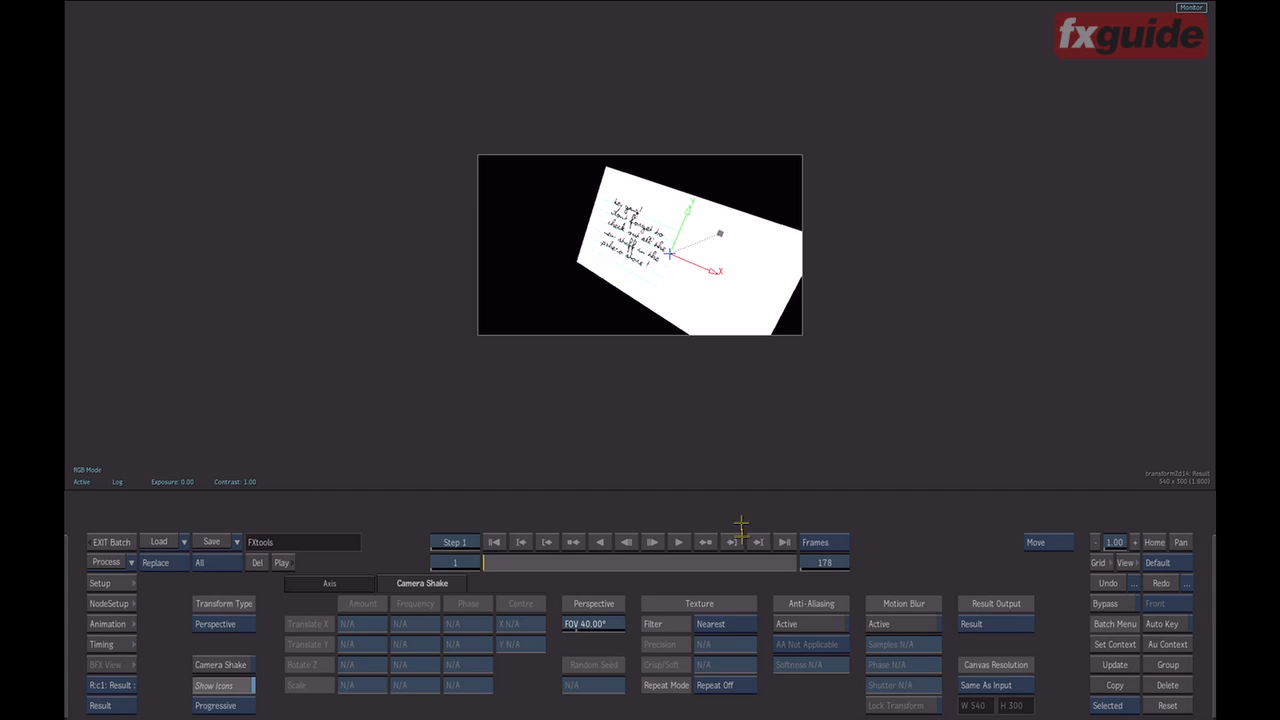 Monitor
fxguide
hey guys!
don't forget to
check out all the
stuff in the
RGB Mode
Active Log Exposure: 0.00 Contrast: 1.00
transform2d14: Result
540 x 300 (1.800)
EXIT Batch Load Save FXtools Step 1 Frames Move - 1.00 + Home Pan
Process Replace All Del Play 1 178 Grid View Default
Setup Axis Camera Shake Undo ... Redo ...
NodeSetup Transform Type Amount Frequency Phase Centre Perspective Texture Anti-Aliasing Motion Blur Result Output Bypass Front
Animation Perspective Translate X N/A N/A N/A X N/A FOV 40.00° Filter Nearest Active Active Result Batch Menu Auto Key
Timing Translate Y N/A N/A N/A Y N/A Precision N/A AA Not Applicable Samples N/A Set Context Au Context
BFX View Camera Shake Rotate Z N/A N/A N/A Random Seed Crisp/Soft N/A Softness N/A Phase N/A Canvas Resolution Update Group
R:c1: Result : Show Icons Scale N/A N/A N/A N/A Repeat Mode Repeat Off Shutter N/A Same As Input Copy Delete
Result Progressive Lock Transform W 540 H 300 Selected Reset